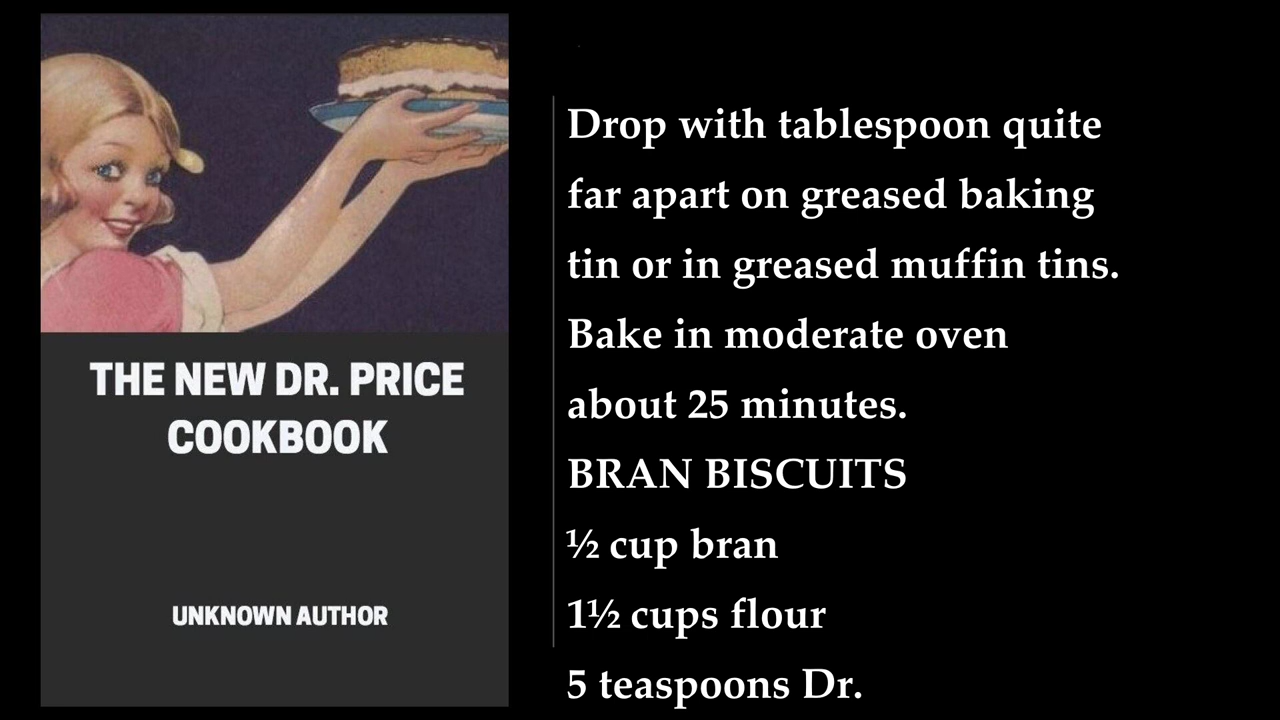 THE NEW DR. PRICE
COOKBOOK
UNKNOWN AUTHOR
Drop with tablespoon quite
far apart on greased baking
tin or in greased muffin tins.
Bake in moderate oven
about 25 minutes.
BRAN BISCUITS
½ cup bran
1½ cups flour
5 teaspoons Dr.